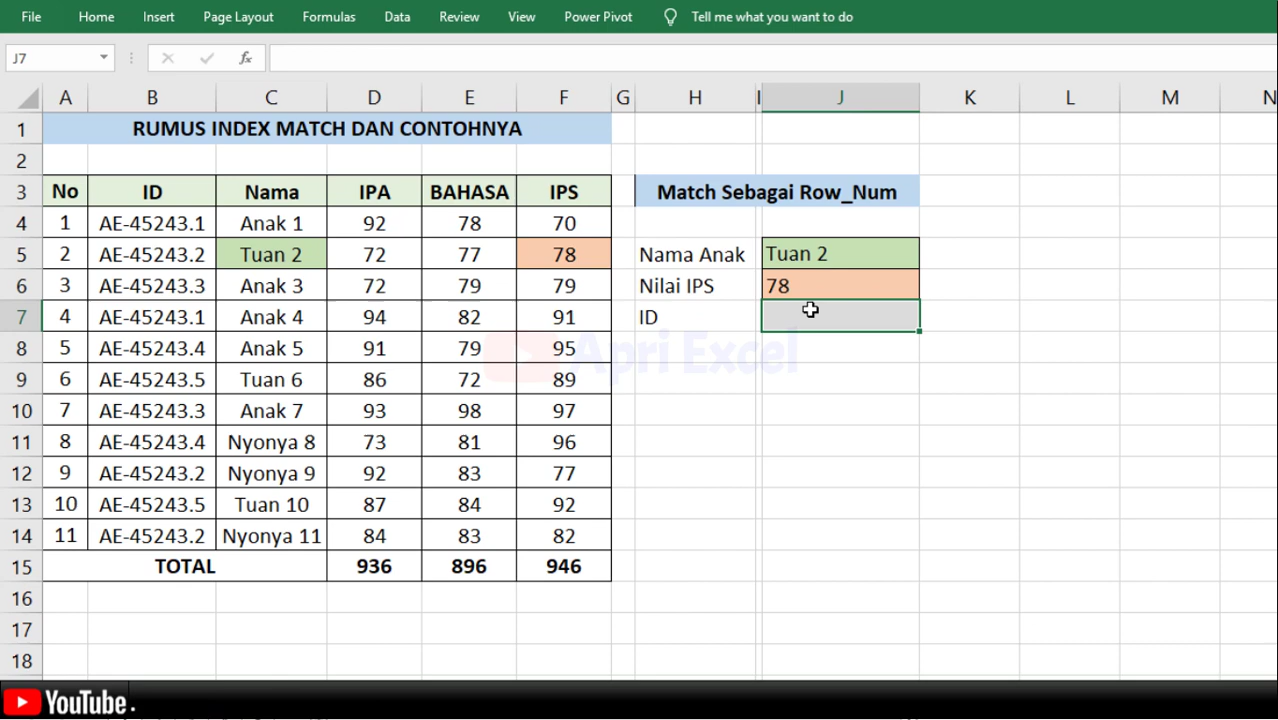 File Home Insert Page Layout Formulas Data Review View Power Pivot Tell me what you want to do
J7 fx
A B C D E F G H I J K L M N
1 RUMUS INDEX MATCH DAN CONTOHNYA
2
3 No ID Nama IPA BAHASA IPS Match Sebagai Row_Num
4 1 AE-45243.1 Anak 1 92 78 70
5 2 AE-45243.2 Tuan 2 72 77 78 Nama Anak Tuan 2
6 3 AE-45243.3 Anak 3 72 79 79 Nilai IPS 78
7 4 AE-45243.1 Anak 4 94 82 91 ID
8 5 AE-45243.4 Anak 5 91 79 95
Apri Excel
9 6 AE-45243.5 Tuan 6 86 72 89
10 7 AE-45243.3 Anak 7 93 98 97
11 8 AE-45243.4 Nyonya 8 73 81 96
12 9 AE-45243.2 Nyonya 9 92 83 77
13 10 AE-45243.5 Tuan 10 87 84 92
14 11 AE-45243.2 Nyonya 11 84 83 82
15 TOTAL 936 896 946
16
17
18
YouTube .